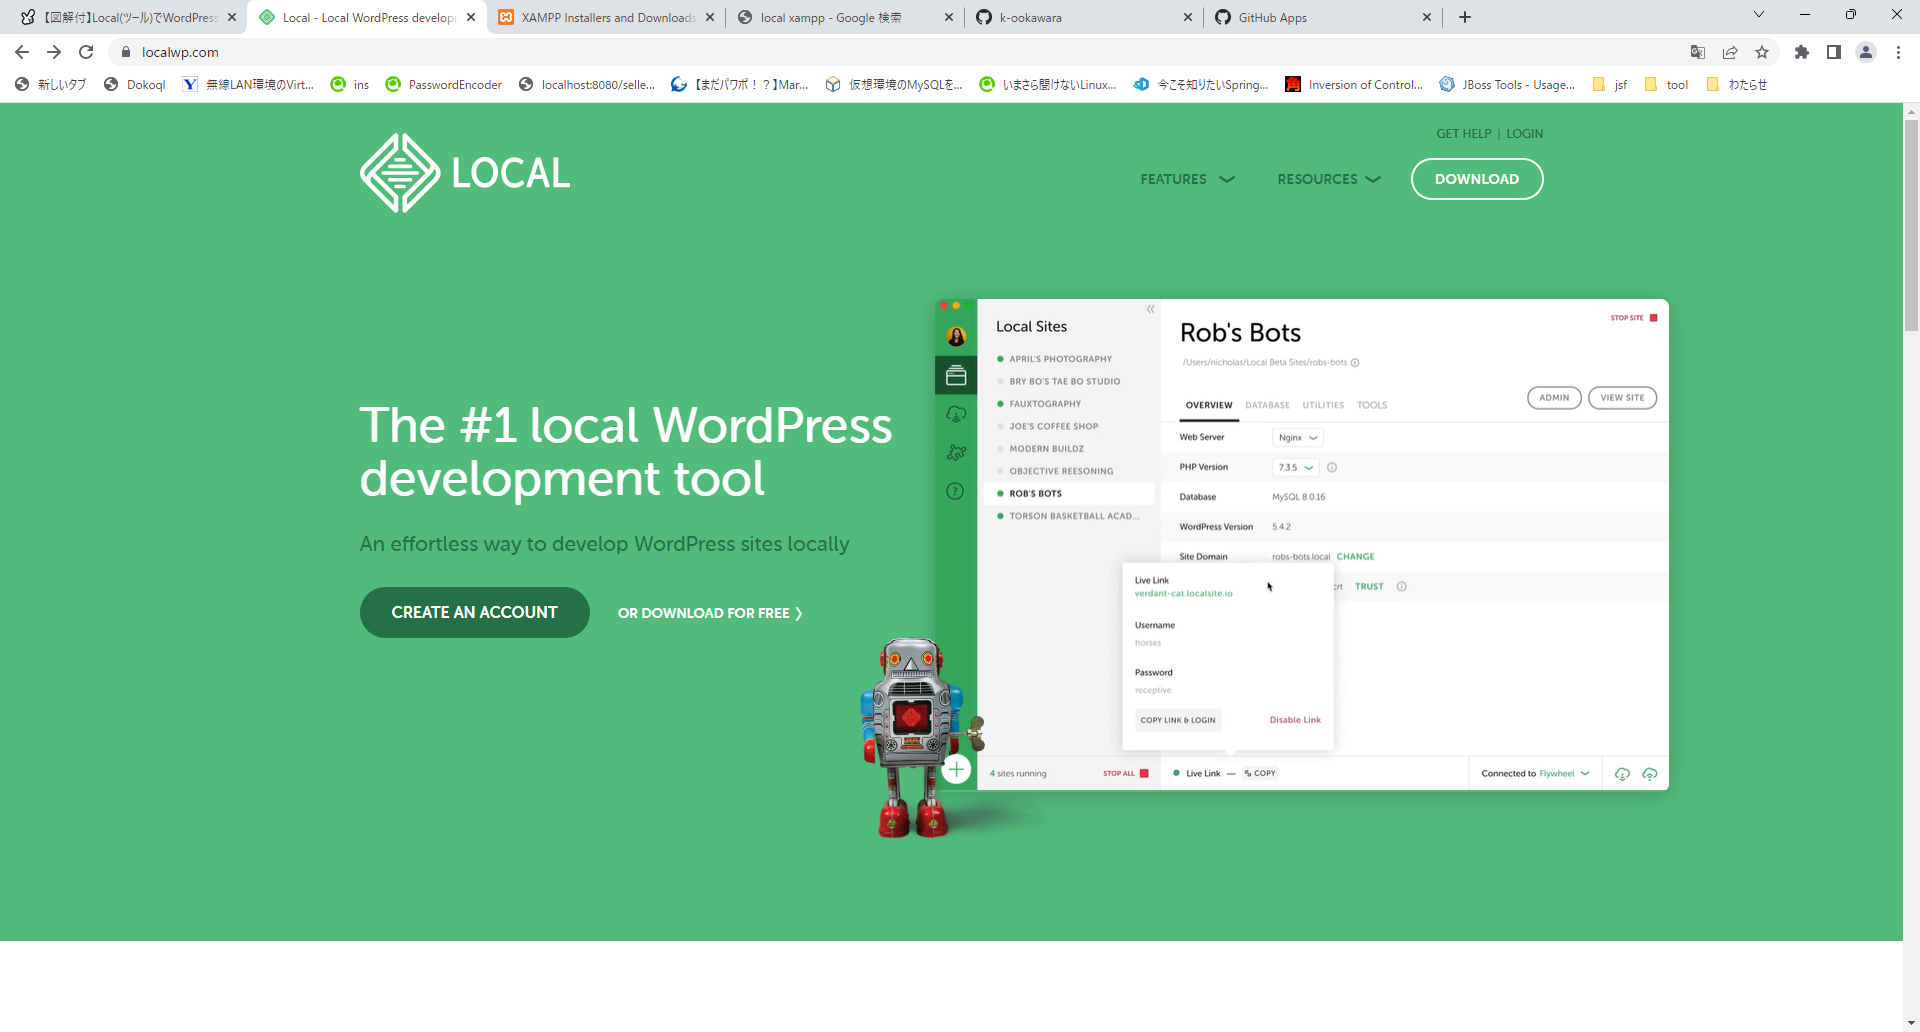 【図解付】Local(ツール)でWordPress
Local - Local WordPress develop
XAMPP Installers and Downloads
local xampp - Google 検索
k-ookawara
GitHub Apps
localwp.com
新しいタブ
Dokoql
無線LAN環境のVirt...
ins
PasswordEncoder
localhost:8080/selle...
【まだパワポ！？】Mar...
仮想環境のMySQLを...
いまさら聞けないLinux...
今こそ知りたいSpring...
Inversion of Control...
JBoss Tools - Usage...
jsf
tool
わたらせ
GET HELP | LOGIN
LOCAL
FEATURES
RESOURCES
DOWNLOAD
The #1 local WordPress
development tool
An effortless way to develop WordPress sites locally
CREATE AN ACCOUNT
OR DOWNLOAD FOR FREE
Local Sites
APRIL'S PHOTOGRAPHY
BRY BO'S TAE BO STUDIO
FAUXTOGRAPHY
JOE'S COFFEE SHOP
MODERN BUILDZ
OBJECTIVE REESONING
ROB'S BOTS
TORSON BASKETBALL ACAD...
4 sites running
STOP ALL
Rob's Bots
STOP SITE
/Users/nicholas/Local Beta Sites/robs-bots
OVERVIEW
DATABASE
UTILITIES
TOOLS
ADMIN
VIEW SITE
Web Server
Nginx
PHP Version
7.3.5
Database
MySQL 8.0.16
WordPress Version
5.4.2
Site Domain
robs-bots.local CHANGE
crt TRUST
Live Link
verdant-cat.localsite.io
Username
horses
Password
receptive
COPY LINK & LOGIN
Disable Link
Live Link
COPY
Connected to Flywheel